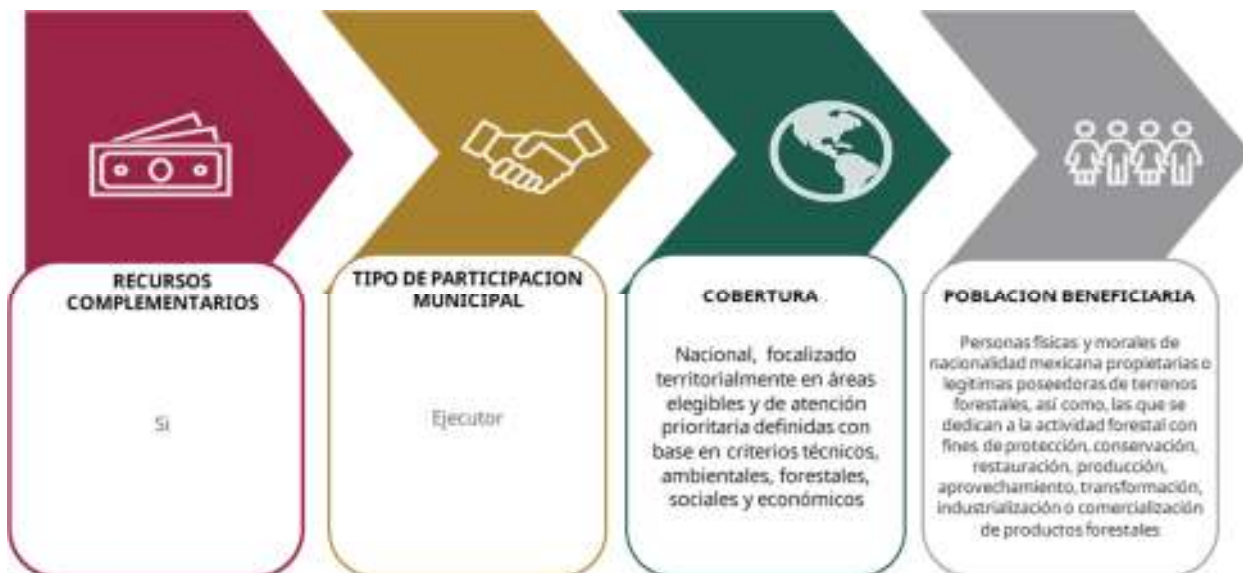 RECURSOS
COMPLEMENTARIOS
Si
TIPO DE PARTICIPACION
MUNICIPAL
Ejecutor
COBERTURA
Nacional, focalizado
territorialmente en áreas
elegibles y de atención
prioritaria definidas con
base en criterios técnicos,
ambientales, forestales,
sociales y económicos
POBLACION BENEFICIARIA
Personas físicas y morales de
nacionalidad mexicana propietarias o
legitimas poseedoras de terrenos
forestales, así como, las que se
dedican a la actividad forestal con
fines de protección, conservación,
restauración, producción,
aprovechamiento, transformación,
industrialización o comercialización
de productos forestales